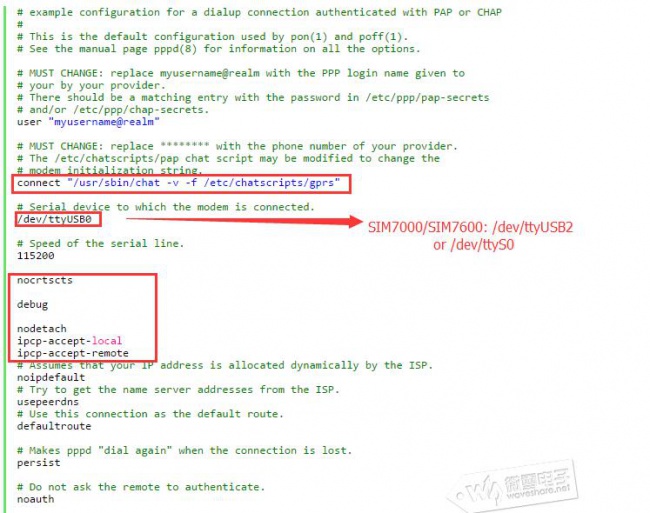 # example configuration for a dialup connection authenticated with PAP or CHAP
#
# This is the default configuration used by pon(1) and poff(1).
# See the manual page pppd(8) for information on all the options.
# MUST CHANGE: replace myusername@realm with the PPP login name given to
# your by your provider.
# There should be a matching entry with the password in /etc/ppp/pap-secrets
# and/or /etc/ppp/chap-secrets.
user "myusername@realm"
# MUST CHANGE: replace ******** with the phone number of your provider.
# The /etc/chatscripts/pap chat script may be modified to change the
# modem initialization string.
connect "/usr/sbin/chat -v -f /etc/chatscripts/gprs"
# Serial device to which the modem is connected.
/dev/ttyUSB0
SIM7000/SIM7600: /dev/ttyUSB2
or /dev/ttyS0
# Speed of the serial line.
115200
nocrtscts
debug
nodetach
ipcp-accept-local
ipcp-accept-remote
# Assumes that your IP address is allocated dynamically by the ISP.
noipdefault
# Try to get the name server addresses from the ISP.
usepeerdns
# Use this connection as the default route.
defaultroute
# Makes pppd "dial again" when the connection is lost.
persist
# Do not ask the remote to authenticate.
noauth
微雪电子
waveshare.net